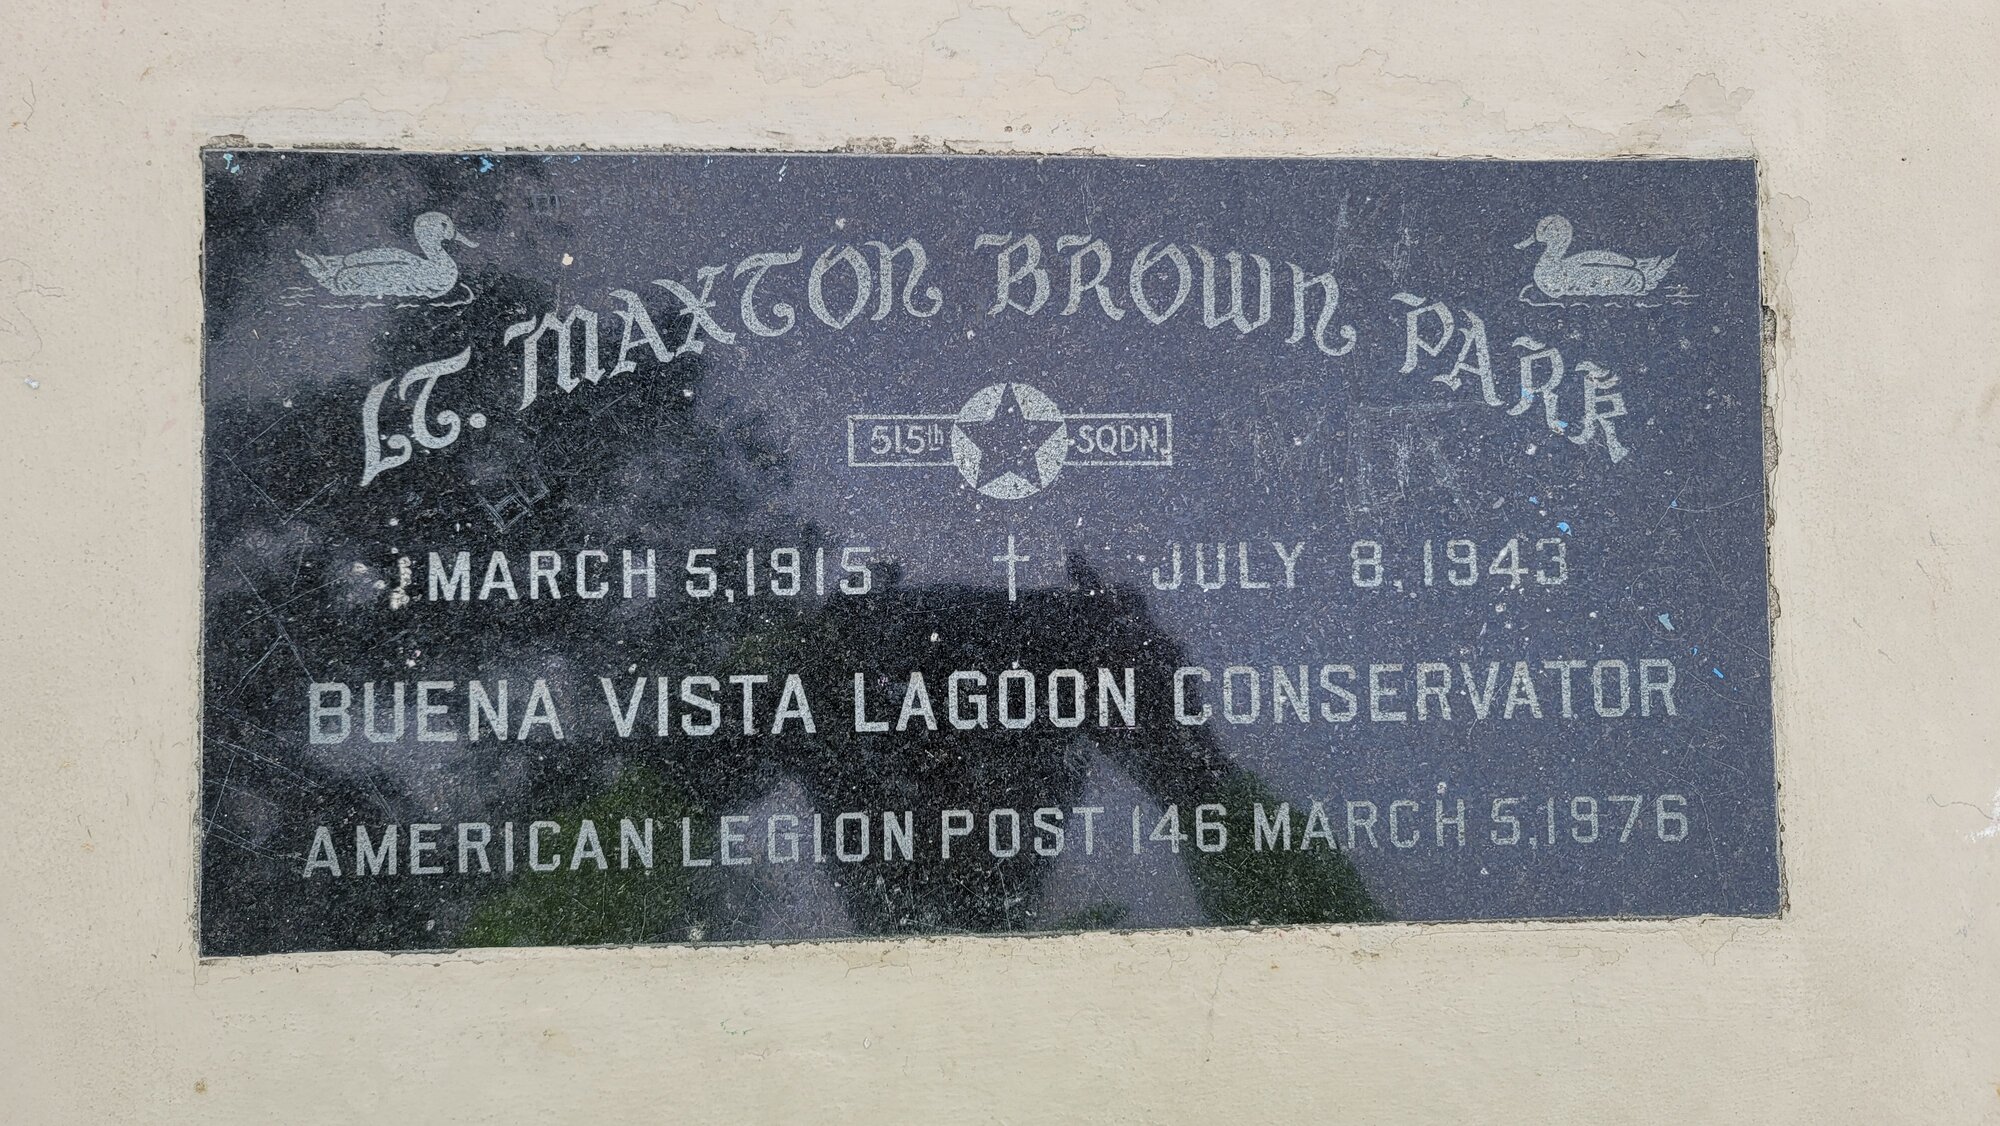 LT. MAXTON BROWN PARK
515th SQDN.
MARCH 5,1915 † JULY 8,1943
BUENA VISTA LAGOON CONSERVATOR
AMERICAN LEGION POST 146 MARCH 5,1976